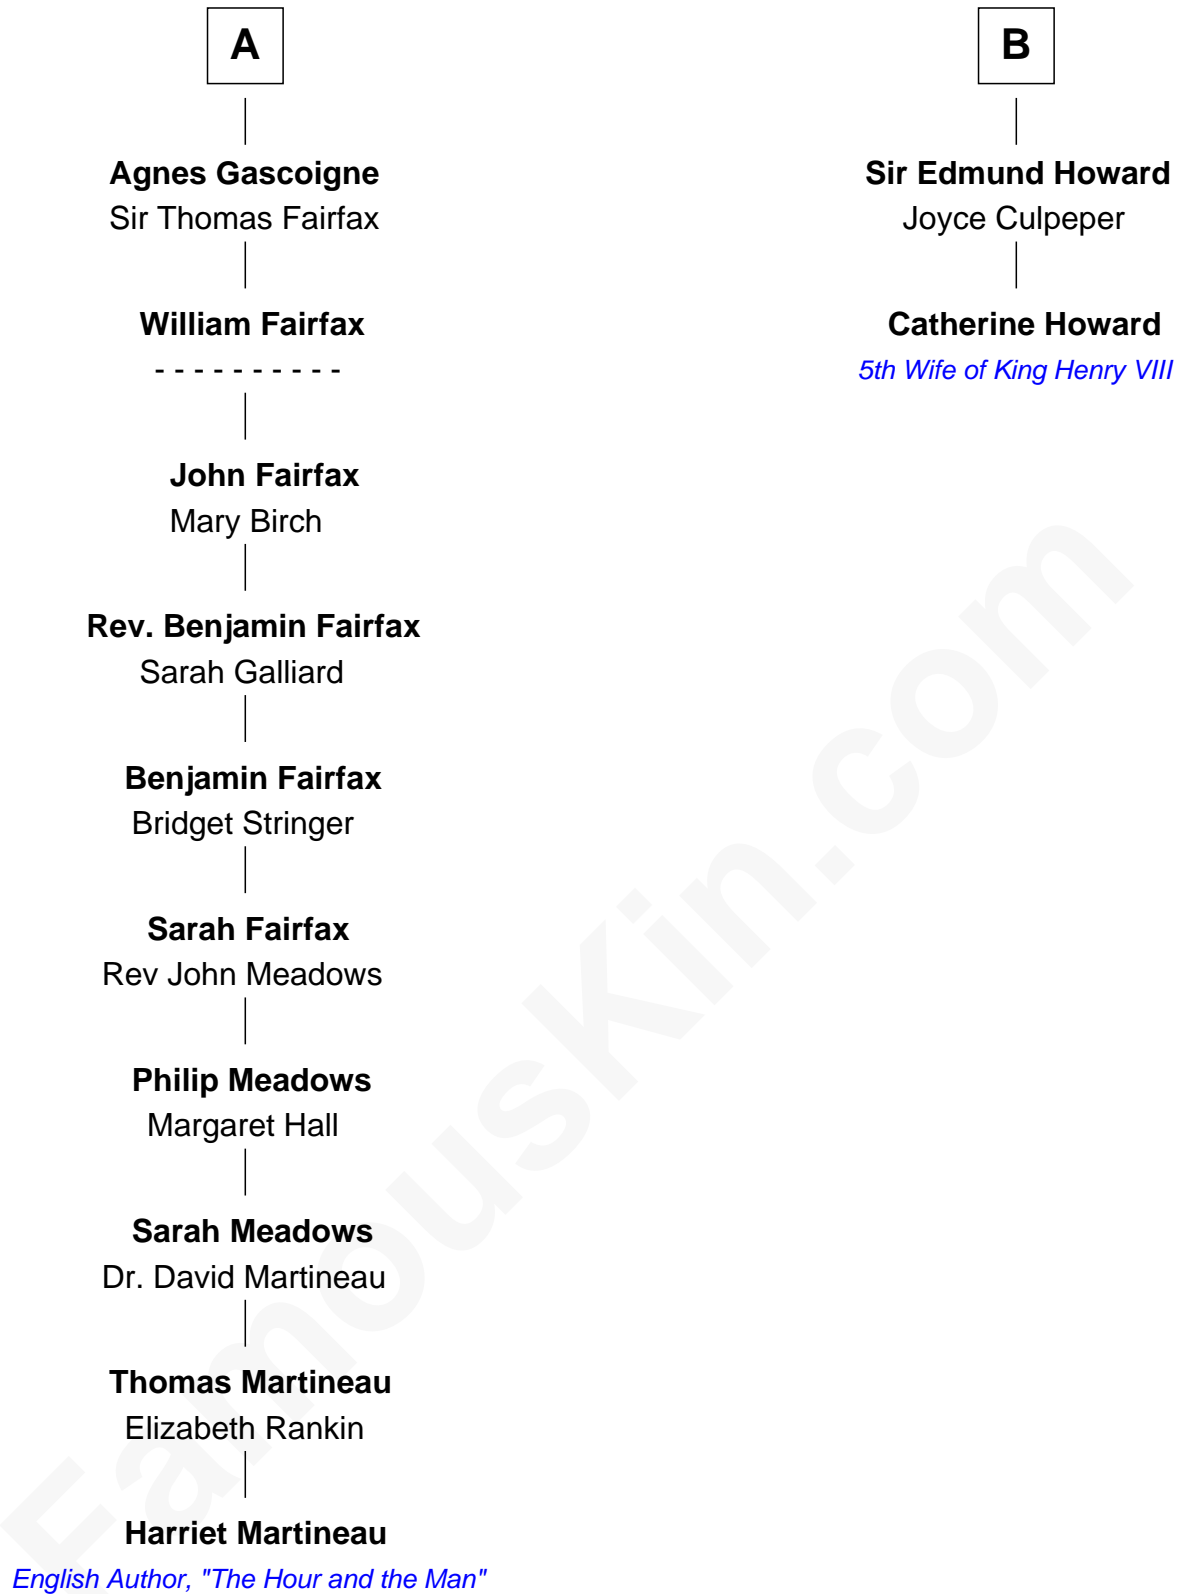 A
Agnes Gascoigne
Sir Thomas Fairfax
William Fairfax
- - - - - - - - - -
John Fairfax
Mary Birch
Rev. Benjamin Fairfax
Sarah Galliard
Benjamin Fairfax
Bridget Stringer
Sarah Fairfax
Rev John Meadows
Philip Meadows
Margaret Hall
Sarah Meadows
Dr. David Martineau
Thomas Martineau
Elizabeth Rankin
Harriet Martineau
English Author, "The Hour and the Man"
B
Sir Edmund Howard
Joyce Culpeper
Catherine Howard
5th Wife of King Henry VIII
FamousKin.com